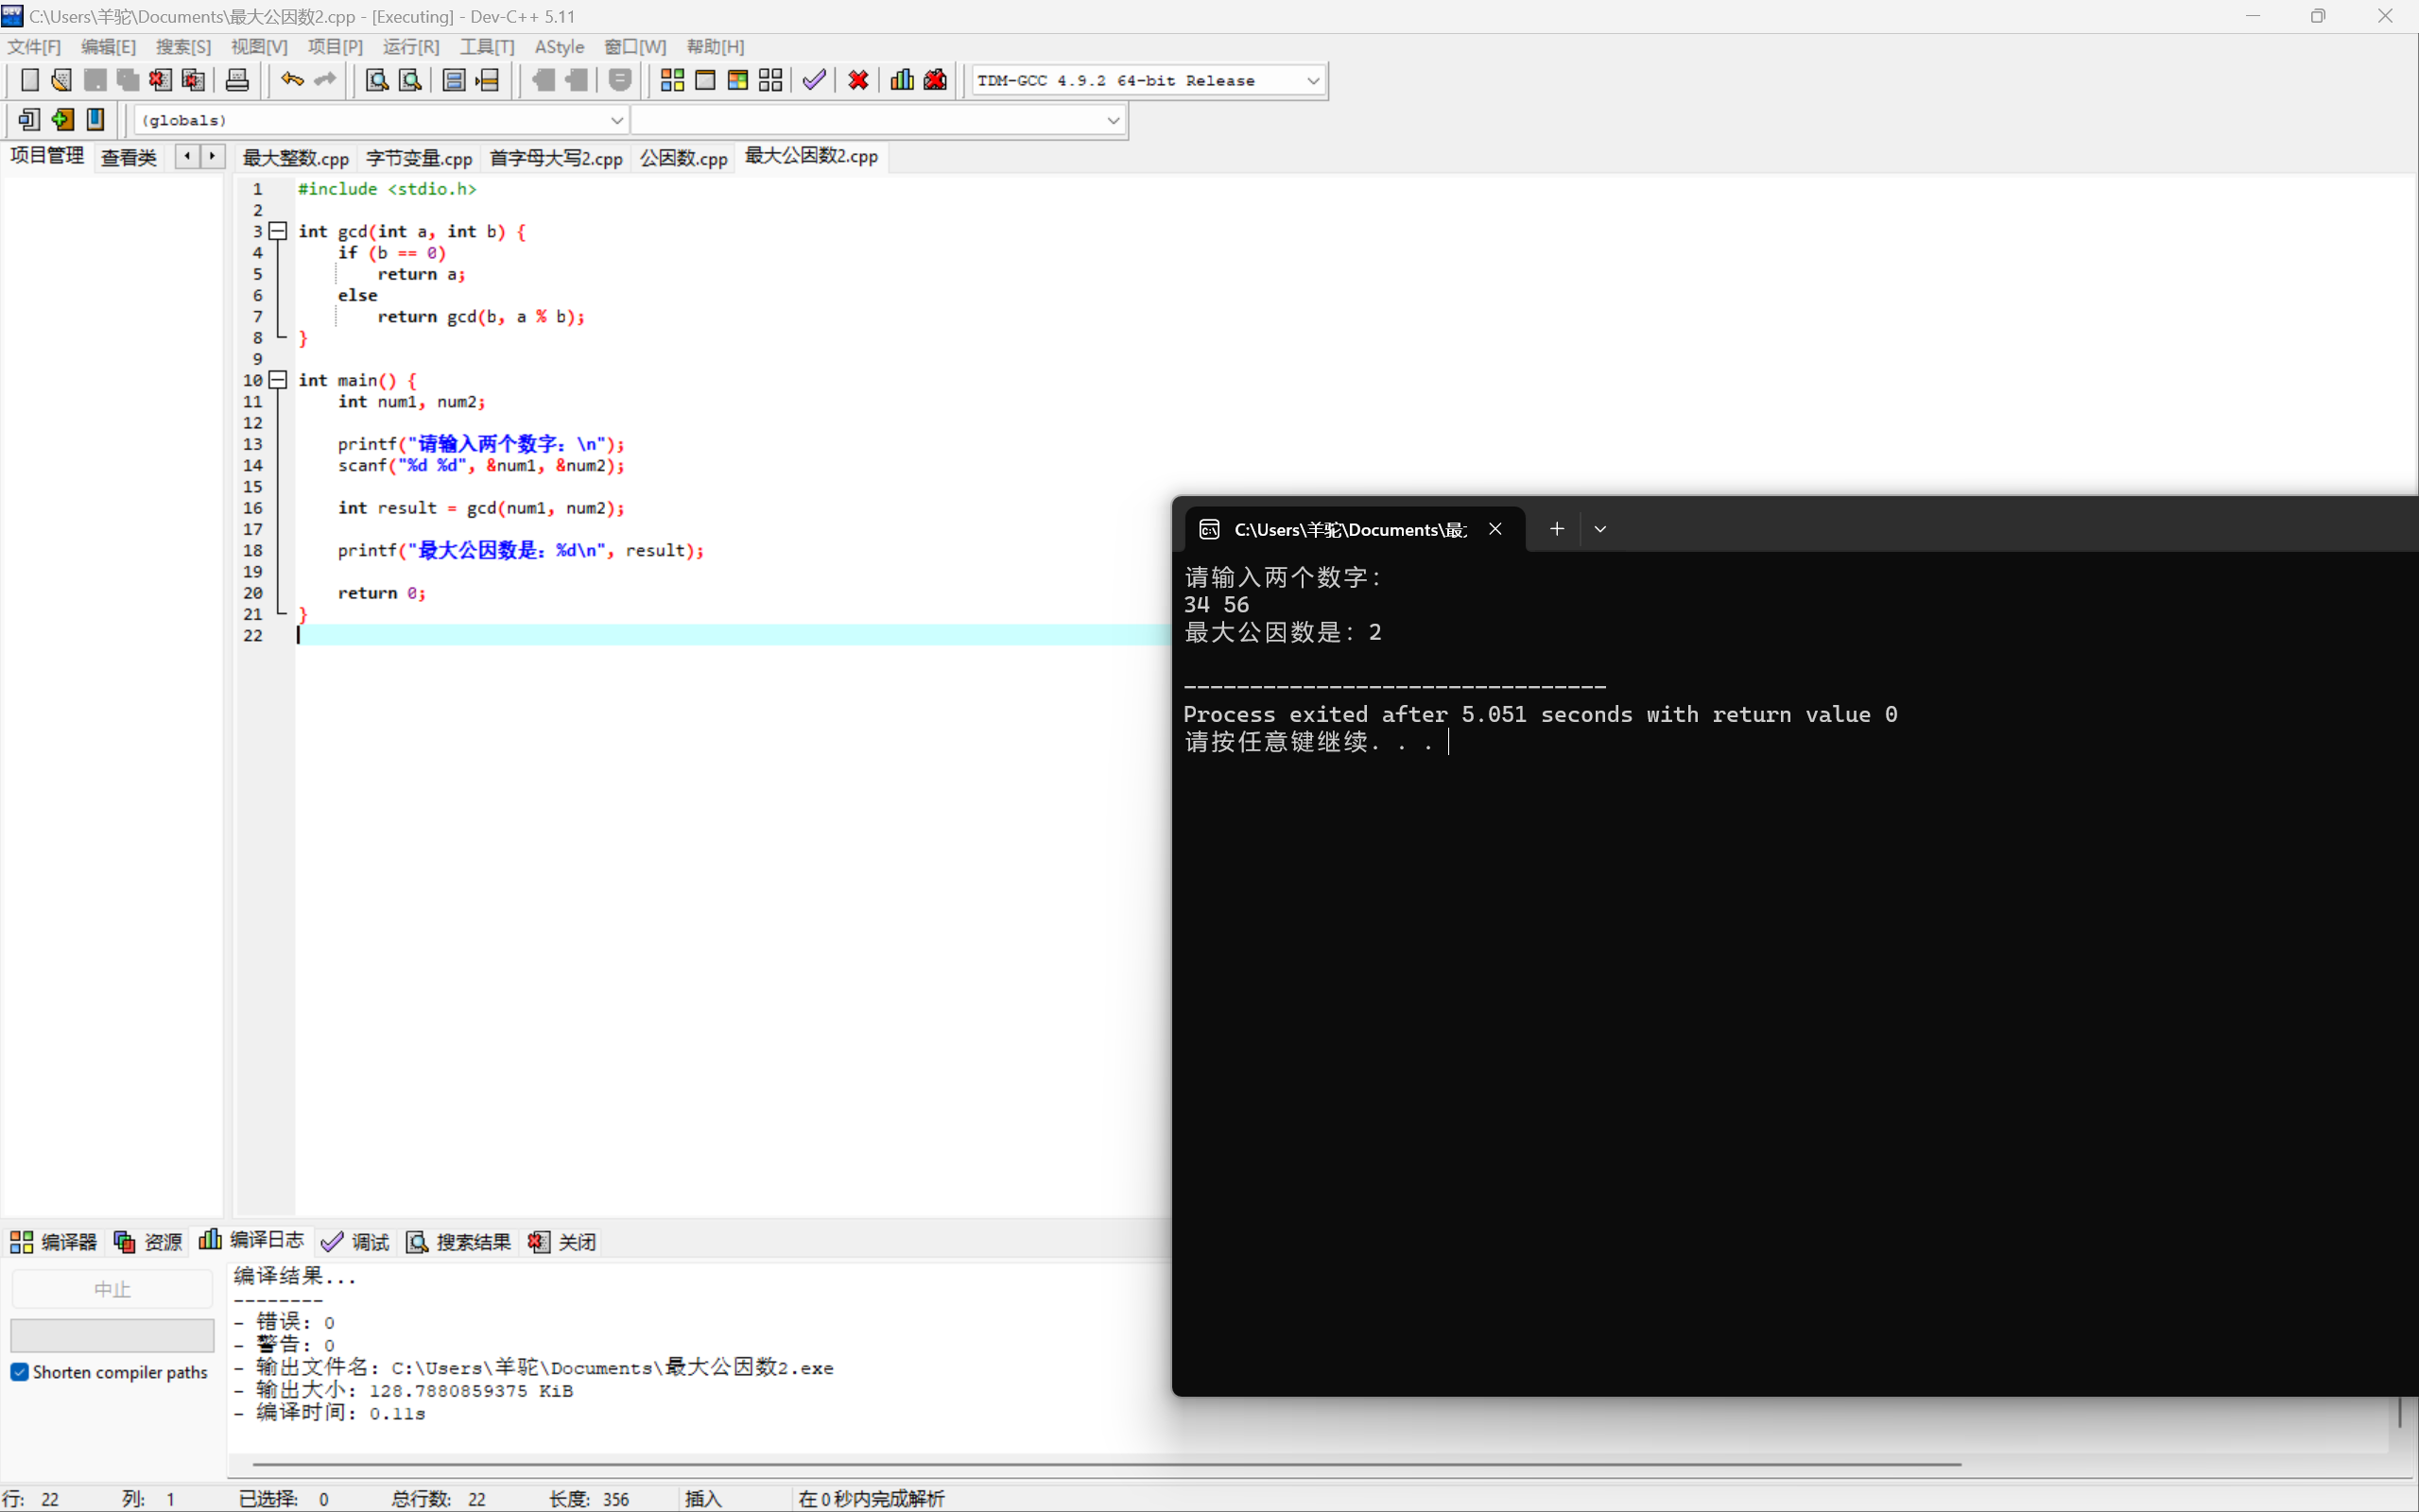 C:\Users\羊驼\Documents\最大公因数2.cpp - [Executing] - Dev-C++ 5.11
文件[F] 编辑[E] 搜索[S] 视图[V] 项目[P] 运行[R] 工具[T] AStyle 窗口[W] 帮助[H]
TDM-GCC 4.9.2 64-bit Release
(globals)
项目管理 查看类 最大整数.cpp 字节变量.cpp 首字母大写2.cpp 公因数.cpp 最大公因数2.cpp
1 #include <stdio.h>
2
3 int gcd(int a, int b) {
4 if (b == 0)
5 return a;
6 else
7 return gcd(b, a % b);
8 }
9
10 int main() {
11 int num1, num2;
12
13 printf("请输入两个数字: \n");
14 scanf("%d %d", &num1, &num2);
15
16 int result = gcd(num1, num2);
17
18 printf("最大公因数是: %d\n", result);
19
20 return 0;
21 }
22
C:\Users\羊驼\Documents\最
请输入两个数字:
34 56
最大公因数是: 2
--------------------------------
Process exited after 5.051 seconds with return value 0
请按任意键继续. . .
编译器 资源 编译日志 调试 搜索结果 关闭
中止
Shorten compiler paths
编译结果...
--------
- 错误: 0
- 警告: 0
- 输出文件名: C:\Users\羊驼\Documents\最大公因数2.exe
- 输出大小: 128.7880859375 KiB
- 编译时间: 0.11s
行: 22 列: 1 已选择: 0 总行数: 22 长度: 356 插入 在 0 秒内完成解析